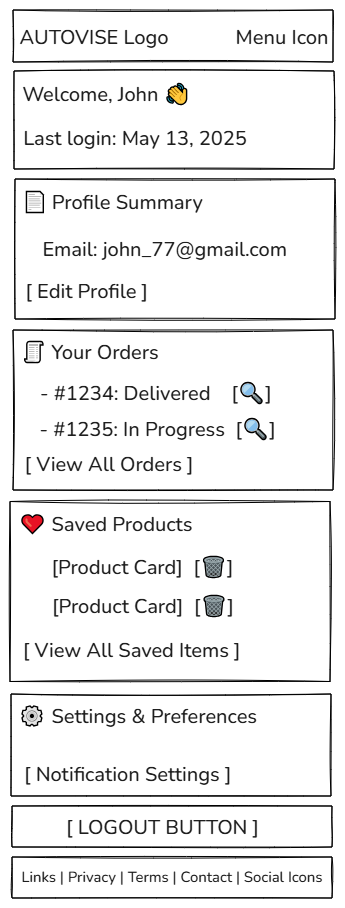 AUTOVISE Logo Menu Icon
Welcome, John 👋
Last login: May 13, 2025
📄 Profile Summary
Email: john_77@gmail.com
[ Edit Profile ]
📜 Your Orders
- #1234: Delivered [🔍]
- #1235: In Progress [🔍]
[ View All Orders ]
❤️ Saved Products
[Product Card] [🗑️]
[Product Card] [🗑️]
[ View All Saved Items ]
⚙️ Settings & Preferences
[ Notification Settings ]
[ LOGOUT BUTTON ]
Links | Privacy | Terms | Contact | Social Icons